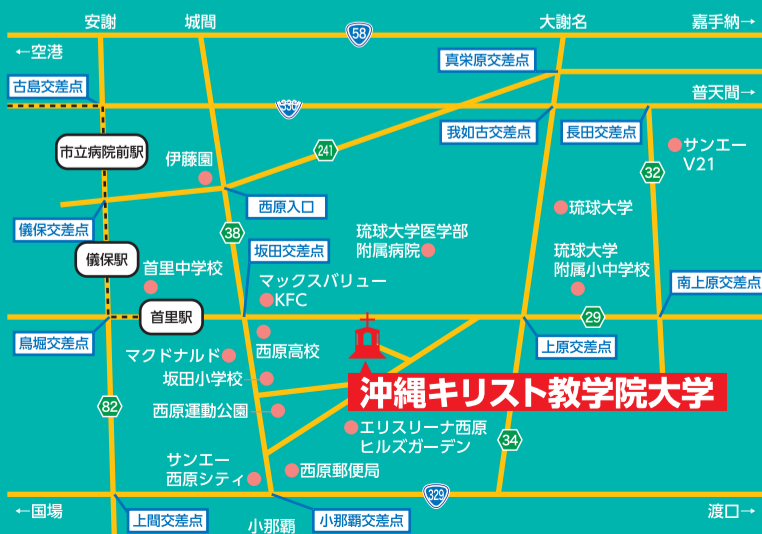 安謝
城間
大謝名
嘉手納→
58
←空港
真栄原交差点
古島交差点
普天間→
330
我如古交差点
長田交差点
市立病院前駅
伊藤園
241
サンエー
V21
32
西原入口
琉球大学
儀保交差点
38
坂田交差点
琉球大学医学部
附属病院
儀保駅
首里中学校
琉球大学
附属小中学校
マックスバリュー
KFC
南上原交差点
首里駅
29
鳥堀交差点
西原高校
上原交差点
マクドナルド
坂田小学校
沖縄キリスト教学院大学
82
西原運動公園
エリスリーナ西原
ヒルズガーデン
34
サンエー
西原シティ
西原郵便局
329
←国場
上間交差点
小那覇
小那覇交差点
渡口→